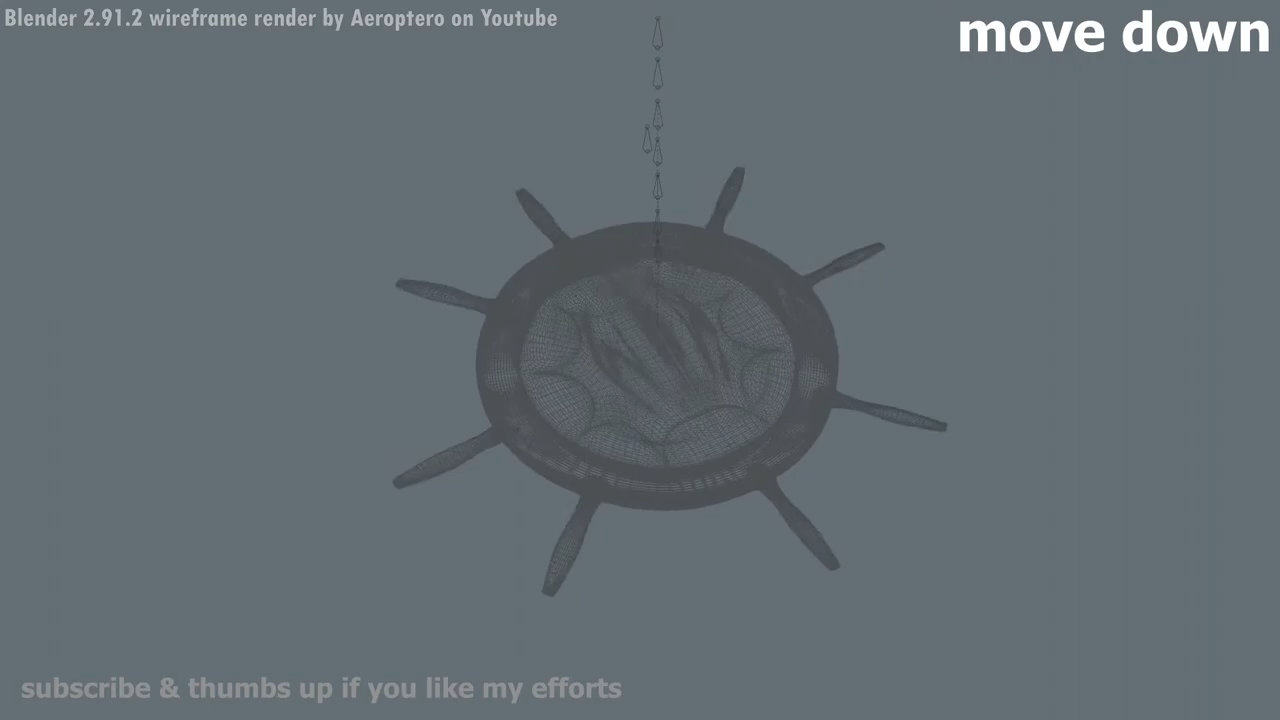 Blender 2.91.2 wireframe render by Aeroptero on Youtube
move down
subscribe & thumbs up if you like my efforts